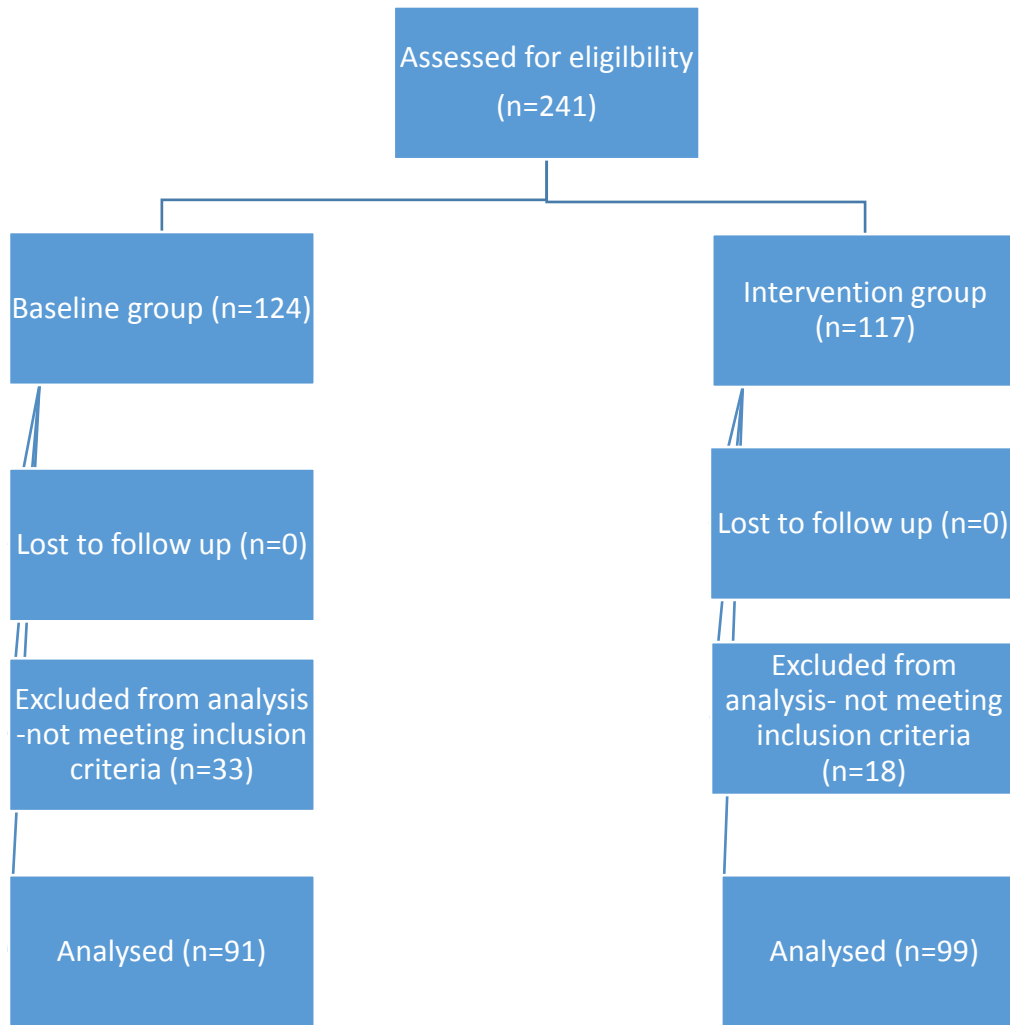 Assessed for eligilbility
(n=241)
Baseline group (n=124)
Intervention group
(n=117)
Lost to follow up (n=0)
Lost to follow up (n=0)
Excluded from analysis
-not meeting inclusion
criteria (n=33)
Excluded from
analysis- not meeting
inclusion criteria
(n=18)
Analysed (n=91)
Analysed (n=99)